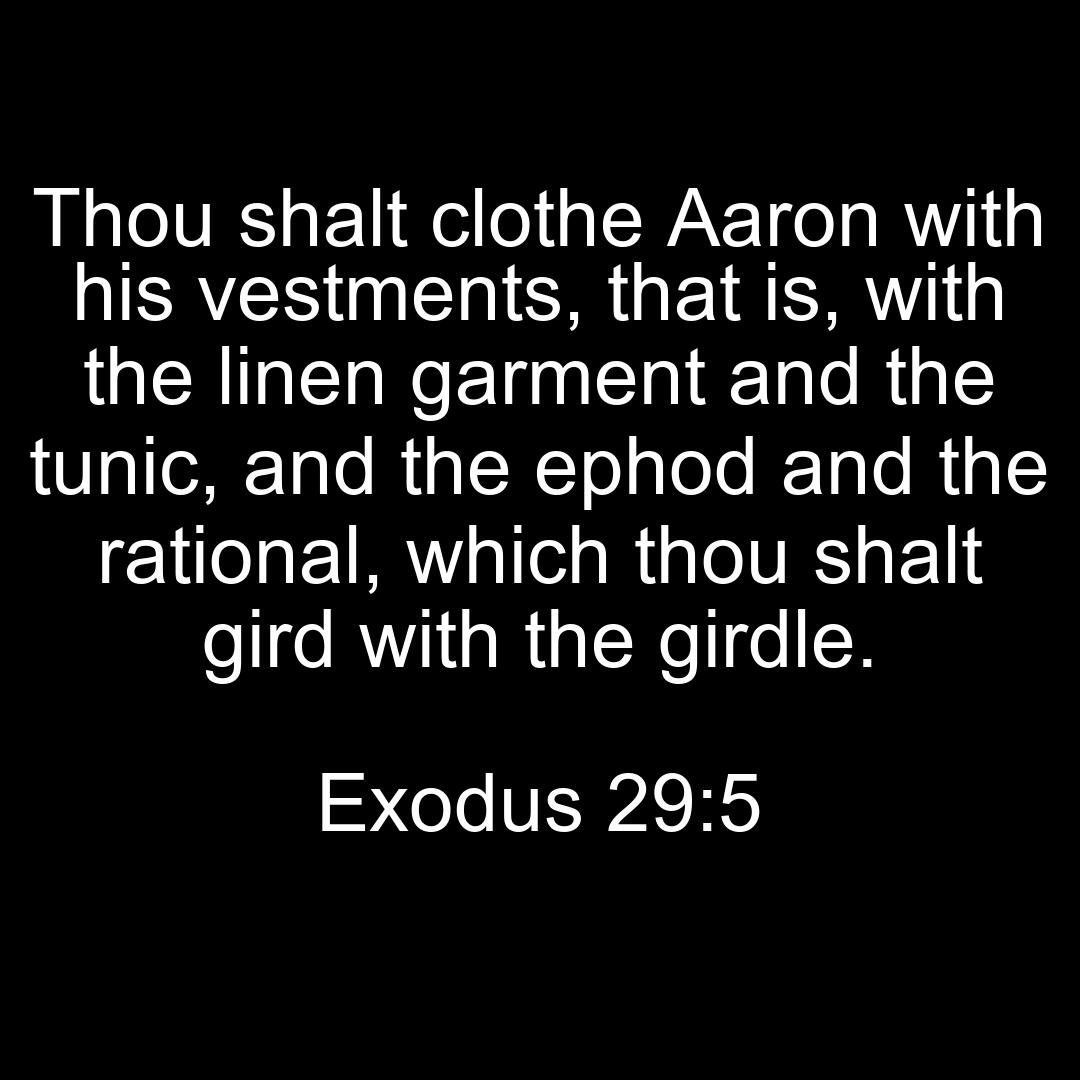 Thou shalt clothe Aaron with
his vestments, that is, with
the linen garment and the
tunic, and the ephod and the
rational, which thou shalt
gird with the girdle.
Exodus 29:5